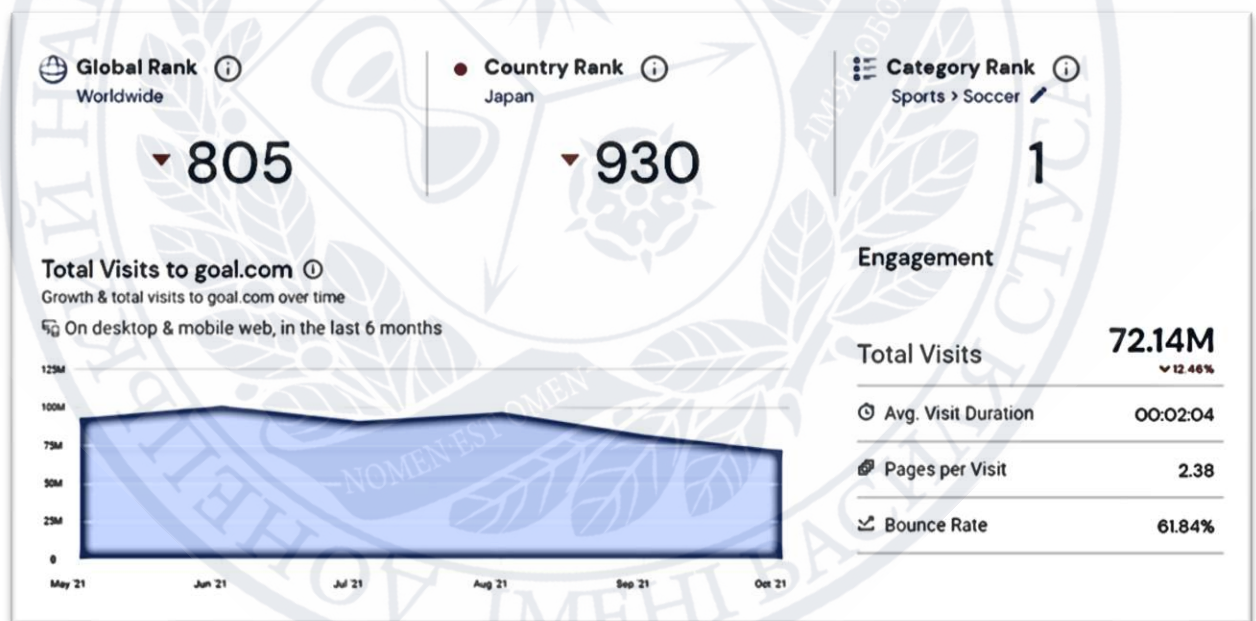 Global Rank
Worldwide
805
Country Rank
Japan
930
Category Rank
Sports > Soccer
1
Total Visits to goal.com
Growth & total visits to goal.com over time
On desktop & mobile web, in the last 6 months
125M
100M
75M
50M
25M
0
May '21 Jun '21 Jul '21 Aug '21 Sep '21 Oct '21
Engagement
Total Visits 72.14M
12.46%
Avg. Visit Duration 00:02:04
Pages per Visit 2.38
Bounce Rate 61.84%
NOMEN EST OMEN
ІМЕНІ ВАСИЛЯ СТУСА